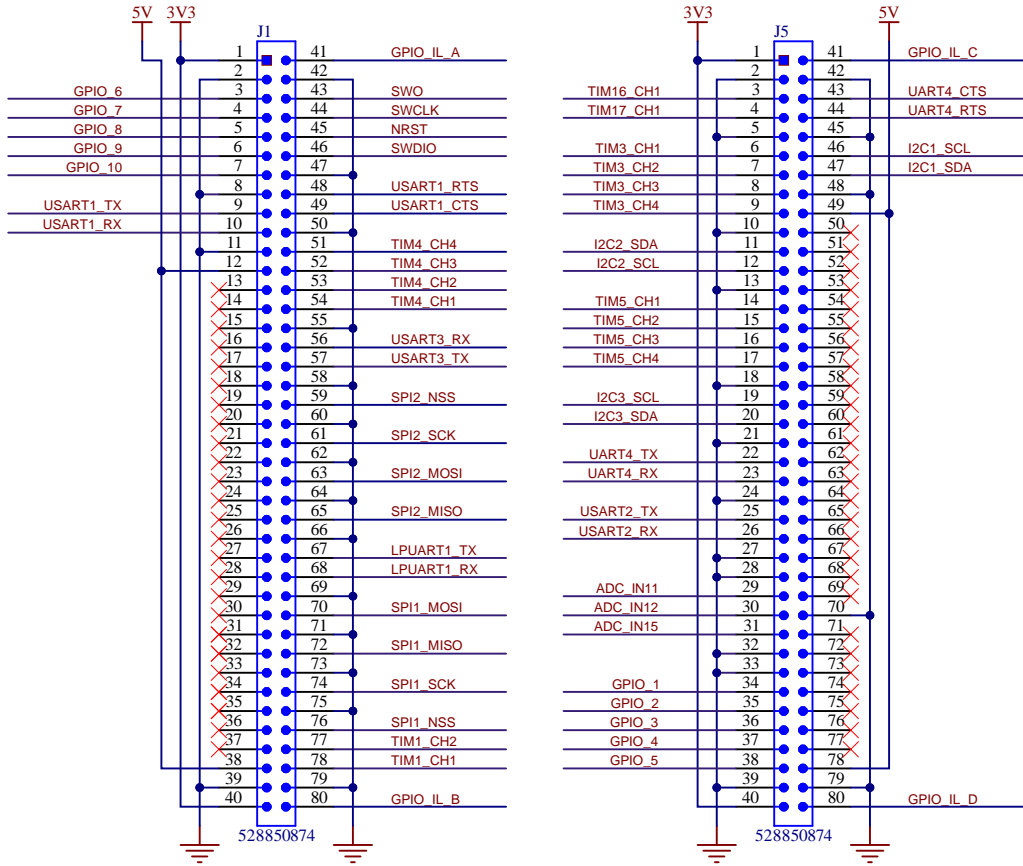 5V 3V3 3V3 5V
J1 J5
1 41 GPIO_IL_A 1 41 GPIO_IL_C
2 42 2 42
GPIO_6 3 43 SWO TIM16_CH1 3 43 UART4_CTS
GPIO_7 4 44 SWCLK TIM17_CH1 4 44 UART4_RTS
GPIO_8 5 45 NRST 5 45
GPIO_9 6 46 SWDIO TIM3_CH1 6 46 I2C1_SCL
GPIO_10 7 47 TIM3_CH2 7 47 I2C1_SDA
8 48 USART1_RTS TIM3_CH3 8 48
USART1_TX 9 49 USART1_CTS TIM3_CH4 9 49
USART1_RX 10 50 10 50
11 51 TIM4_CH4 I2C2_SDA 11 51
12 52 TIM4_CH3 I2C2_SCL 12 52
13 53 TIM4_CH2 13 53
14 54 TIM4_CH1 TIM5_CH1 14 54
15 55 TIM5_CH2 15 55
16 56 USART3_RX TIM5_CH3 16 56
17 57 USART3_TX TIM5_CH4 17 57
18 58 18 58
19 59 SPI2_NSS I2C3_SCL 19 59
20 60 I2C3_SDA 20 60
21 61 SPI2_SCK 21 61
22 62 UART4_TX 22 62
23 63 SPI2_MOSI UART4_RX 23 63
24 64 24 64
25 65 SPI2_MISO USART2_TX 25 65
26 66 USART2_RX 26 66
27 67 LPUART1_TX 27 67
28 68 LPUART1_RX 28 68
29 69 ADC_IN11 29 69
30 70 SPI1_MOSI ADC_IN12 30 70
31 71 ADC_IN15 31 71
32 72 SPI1_MISO 32 72
33 73 33 73
34 74 SPI1_SCK GPIO_1 34 74
35 75 GPIO_2 35 75
36 76 SPI1_NSS GPIO_3 36 76
37 77 TIM1_CH2 GPIO_4 37 77
38 78 TIM1_CH1 GPIO_5 38 78
39 79 39 79
40 80 GPIO_IL_B 40 80 GPIO_IL_D
528850874 528850874